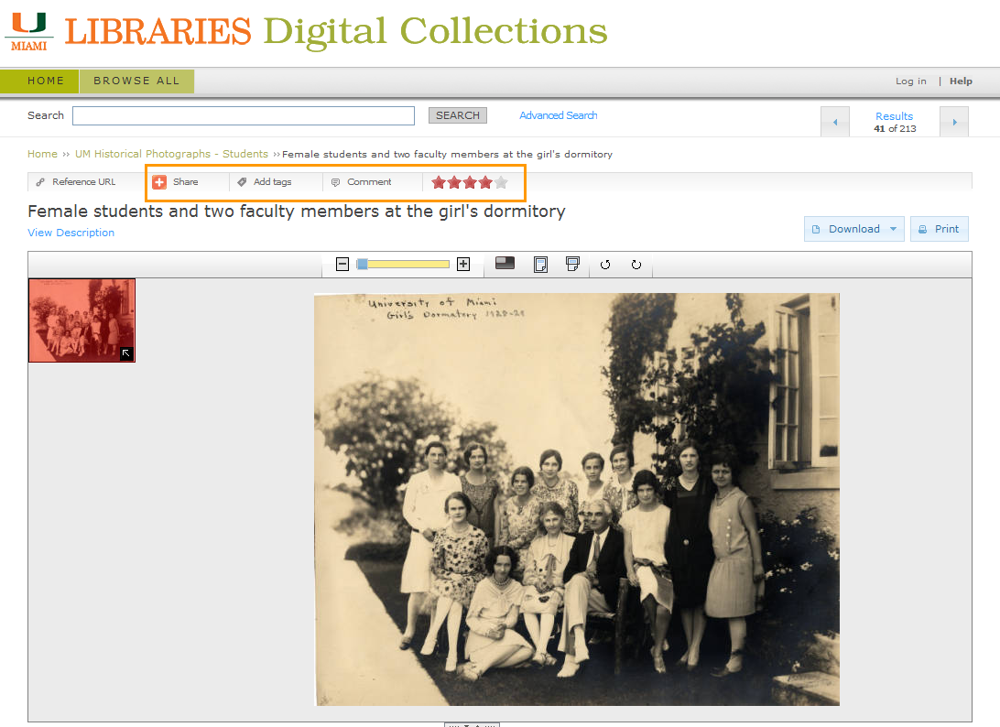 U
MIAMI
LIBRARIES Digital Collections
HOME
BROWSE ALL
Log in | Help
Search
SEARCH
Advanced Search
Results
41 of 213
Home ›› UM Historical Photographs - Students ››Female students and two faculty members at the girl's dormitory
Reference URL
Share
Add tags
Comment
Female students and two faculty members at the girl's dormitory
View Description
Download
Print
University of Miami
Girl's Dormatory